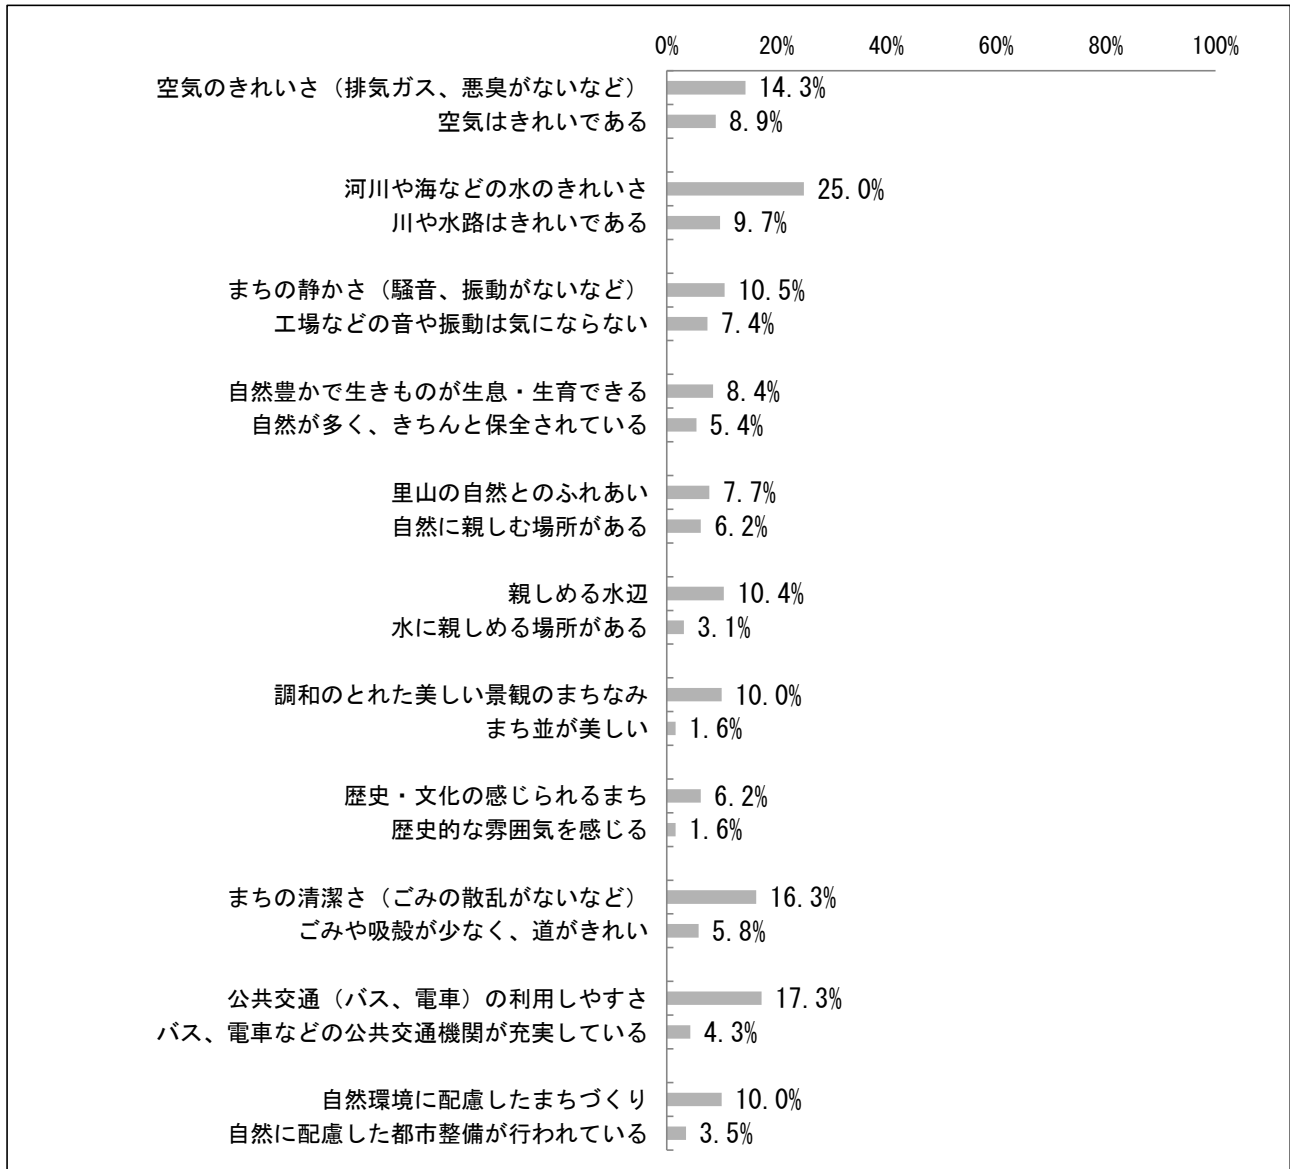 0% 20% 40% 60% 80% 100%
空気のきれいさ（排気ガス、悪臭がないなど） 14.3%
空気はきれいである 8.9%
河川や海などの水のきれいさ 25.0%
川や水路はきれいである 9.7%
まちの静かさ（騒音、振動がないなど） 10.5%
工場などの音や振動は気にならない 7.4%
自然豊かで生きものが生息・生育できる 8.4%
自然が多く、きちんと保全されている 5.4%
里山の自然とのふれあい 7.7%
自然に親しむ場所がある 6.2%
親しめる水辺 10.4%
水に親しめる場所がある 3.1%
調和のとれた美しい景観のまちなみ 10.0%
まち並が美しい 1.6%
歴史・文化の感じられるまち 6.2%
歴史的な雰囲気を感じる 1.6%
まちの清潔さ（ごみの散乱がないなど） 16.3%
ごみや吸殻が少なく、道がきれい 5.8%
公共交通（バス、電車）の利用しやすさ 17.3%
バス、電車などの公共交通機関が充実している 4.3%
自然環境に配慮したまちづくり 10.0%
自然に配慮した都市整備が行われている 3.5%